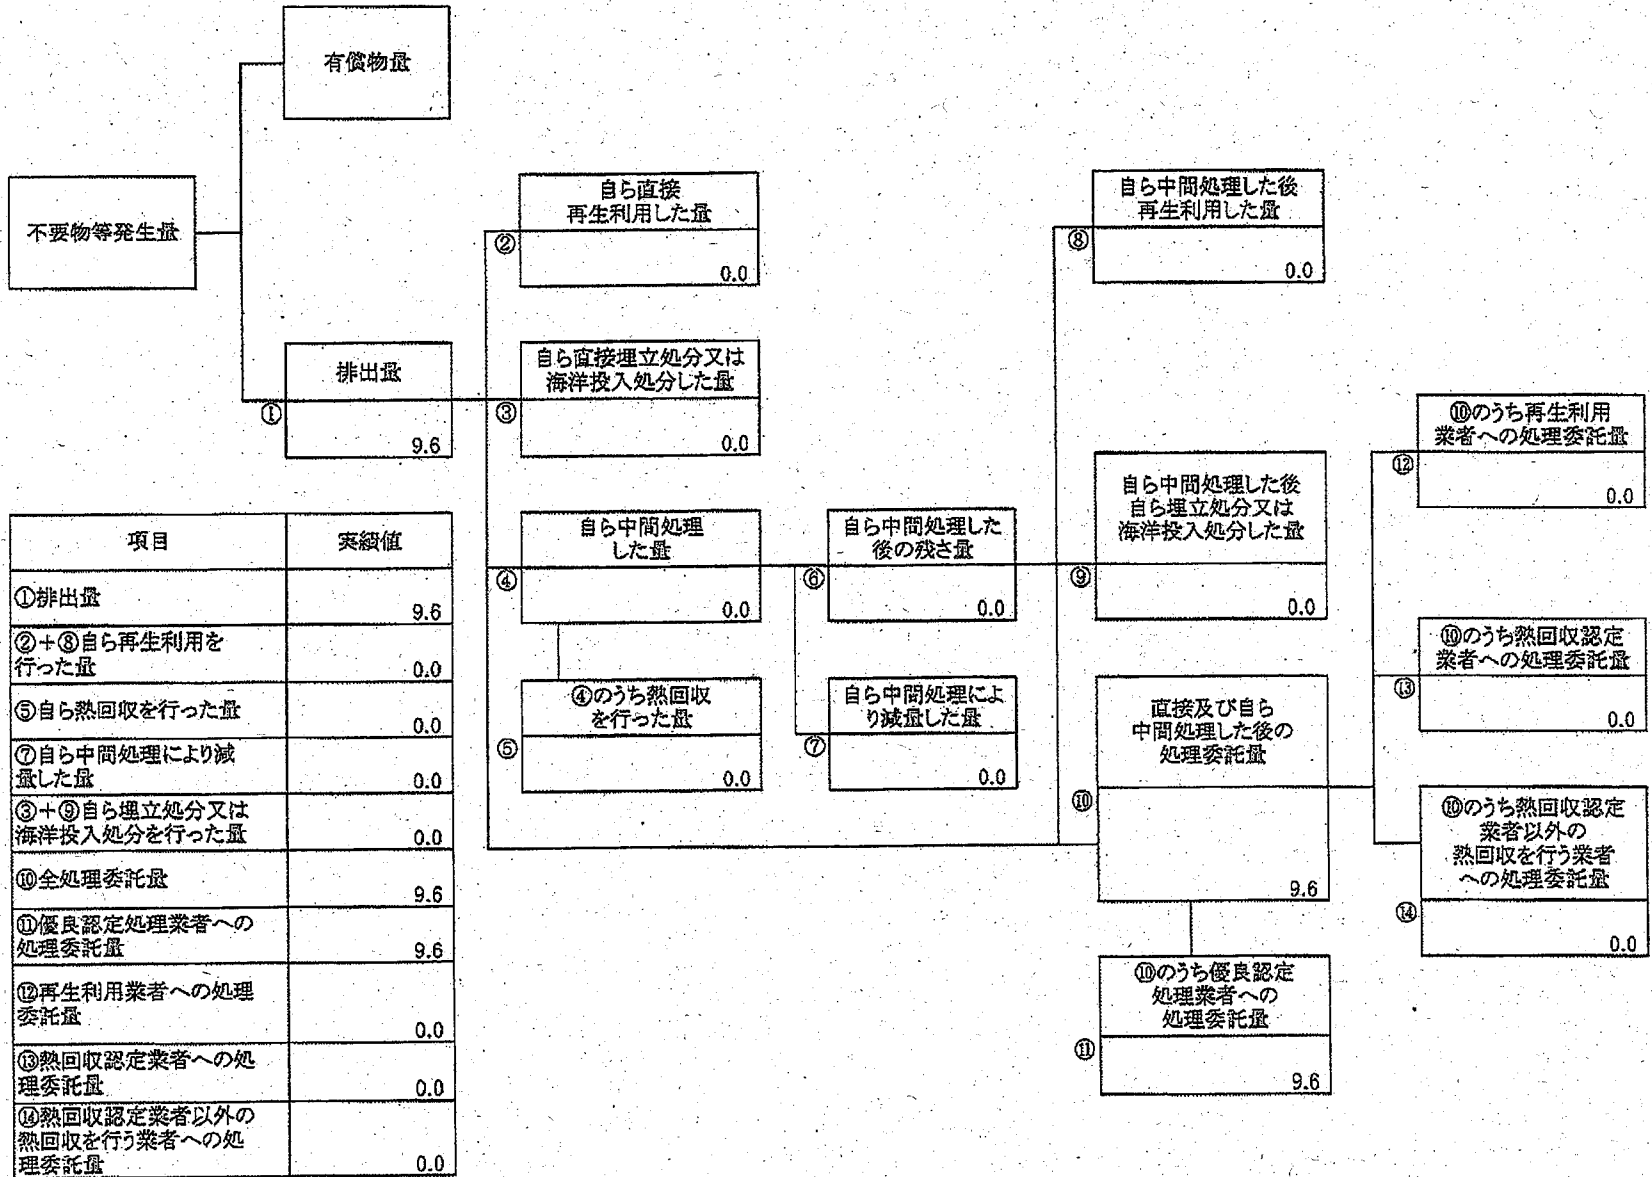 有償物量
不要物等発生量
排出量
①
9.6
自ら直接
再生利用した量
②
0.0
自ら直接埋立処分又は
海洋投入処分した量
③
0.0
自ら中間処理
した量
④
0.0
④のうち熱回収
を行った量
⑤
0.0
自ら中間処理した
後の残さ量
⑥
0.0
自ら中間処理によ
り減量した量
⑦
0.0
自ら中間処理した後
再生利用した量
⑧
0.0
自ら中間処理した後
自ら埋立処分又は
海洋投入処分した量
⑨
0.0
直接及び自ら
中間処理した後の
処理委託量
⑩
9.6
⑩のうち優良認定
処理業者への
処理委託量
⑪
9.6
⑩のうち再生利用
業者への処理委託量
⑫
0.0
⑩のうち熱回収認定
業者への処理委託量
⑬
0.0
⑩のうち熱回収認定
業者以外の
熱回収を行う業者
への処理委託量
⑭
0.0
項目 実績値
①排出量 9.6
②+⑧自ら再生利用を
行った量 0.0
⑤自ら熱回収を行った量 0.0
⑦自ら中間処理により減
量した量 0.0
③+⑨自ら埋立処分又は
海洋投入処分を行った量 0.0
⑩全処理委託量 9.6
⑪優良認定処理業者への
処理委託量 9.6
⑫再生利用業者への処理
委託量 0.0
⑬熱回収認定業者への処
理委託量 0.0
⑭熱回収認定業者以外の
熱回収を行う業者への処
理委託量 0.0